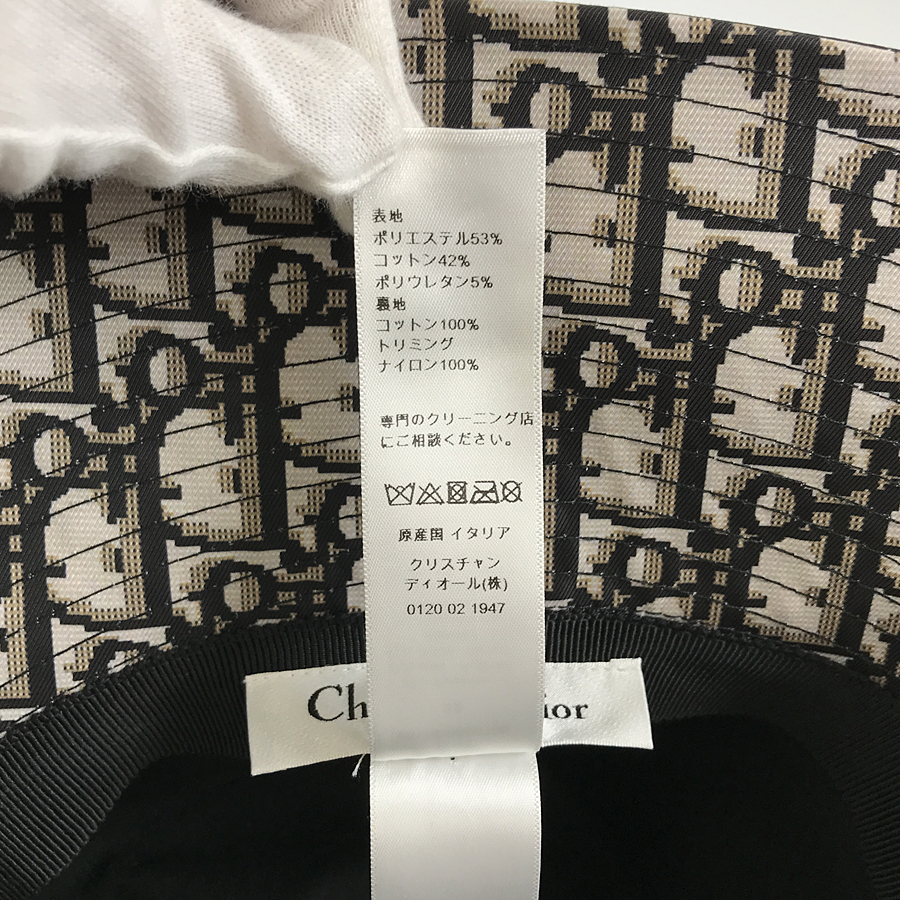 表地
ポリエステル53%
コットン42%
ポリウレタン5%
裏地
コットン100%
トリミング
ナイロン100%
専門のクリーニング店
にご相談ください。
原産国 イタリア
クリスチャン
ディオール(株)
0120 02 1947
Ch ior